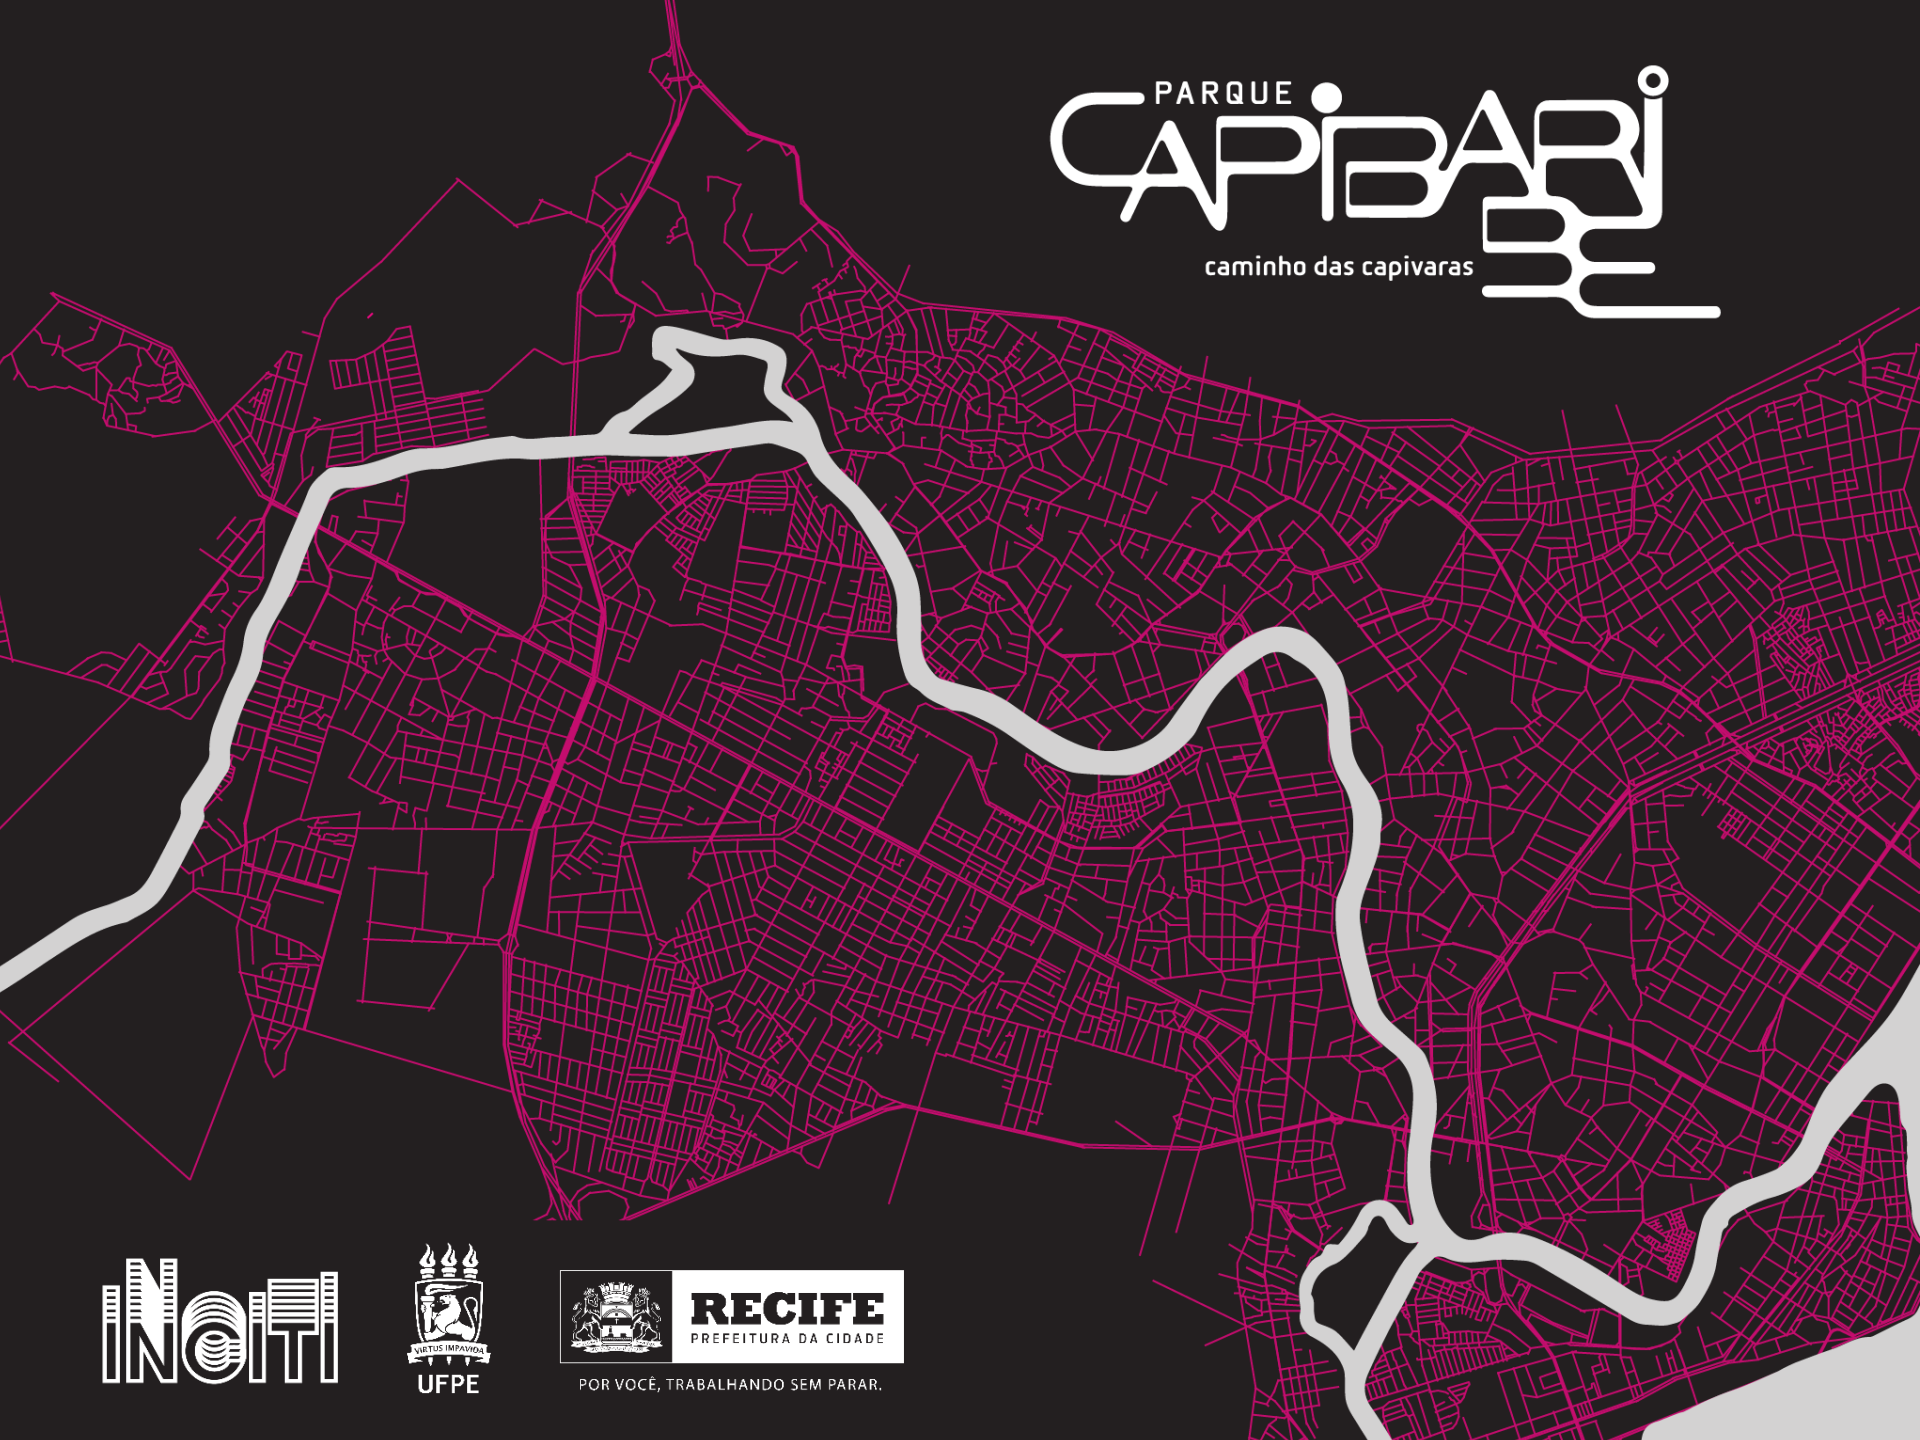 PARQUE
CAPIBARIBE
caminho das capivaras
INCITI
VIRTUS IMPAVIDA
UFPE
RECIFE
PREFEITURA DA CIDADE
POR VOCÊ, TRABALHANDO SEM PARAR.